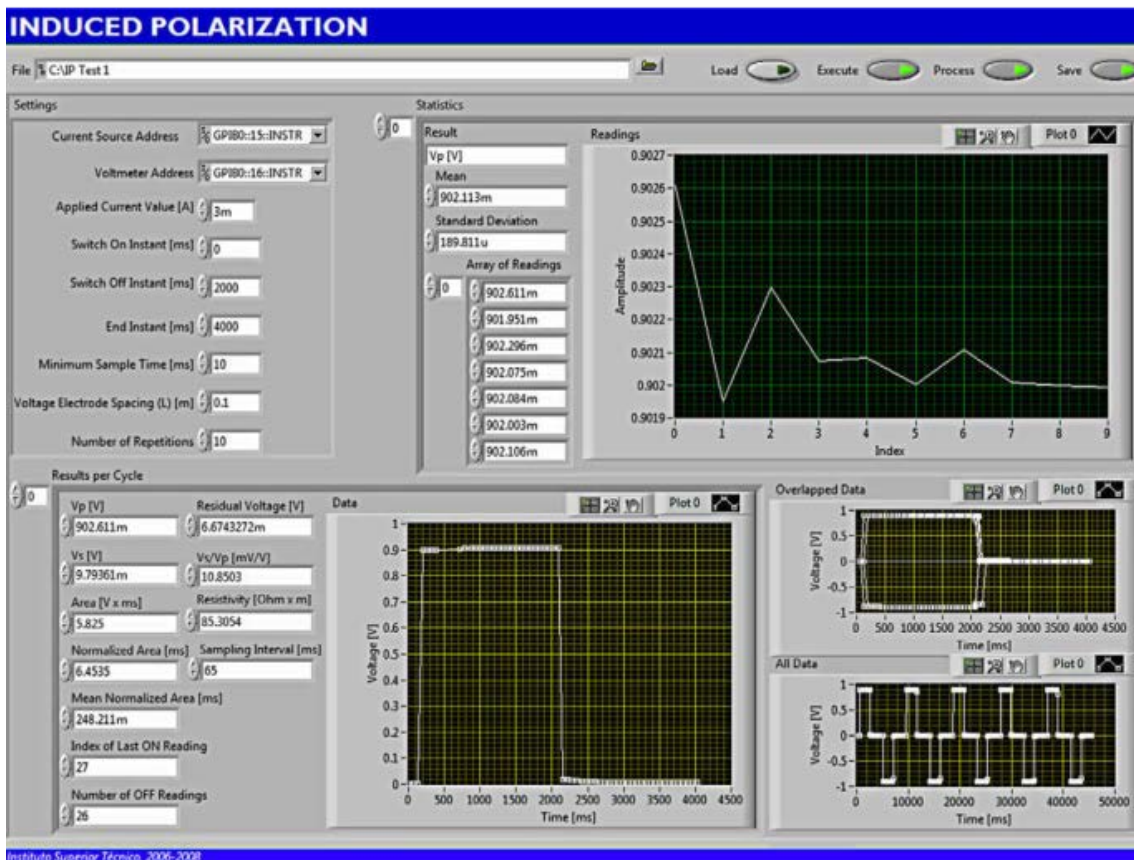 INDUCED POLARIZATION
File C:\IP Test 1 Load Execute Process Save
Settings
Current Source Address GPIB0::15::INSTR
Voltmeter Address GPIB0::16::INSTR
Applied Current Value [A] 3m
Switch On Instant [ms] 0
Switch Off Instant [ms] 2000
End Instant [ms] 4000
Minimum Sample Time [ms] 10
Voltage Electrode Spacing (L) [m] 0.1
Number of Repetitions 10
Statistics
0
Result
Vp [V]
Mean
902.113m
Standard Deviation
189.811u
Array of Readings
0 902.611m
901.951m
902.296m
902.075m
902.084m
902.003m
902.106m
Readings Plot 0
0.9027
0.9026
0.9025
0.9024
0.9023
0.9022
0.9021
0.902
0.9019
Amplitude
0 1 2 3 4 5 6 7 8 9
Index
Results per Cycle
0
Vp [V] Residual Voltage [V]
902.611m 6.6743272m
Vs [V] Vs/Vp [mV/V]
9.79361m 10.8503
Area [V x ms] Resistivity [Ohm x m]
5.825 85.3054
Normalized Area [ms] Sampling Interval [ms]
6.4535 65
Mean Normalized Area [ms]
248.211m
Index of Last ON Reading
27
Number of OFF Readings
26
Data Plot 0
1
0.9
0.8
0.7
0.6
0.5
0.4
0.3
0.2
0.1
0
Voltage [V]
0 500 1000 1500 2000 2500 3000 3500 4000 4500
Time [ms]
Overlapped Data Plot 0
1
0.5
0
-0.5
-1
Voltage [V]
0 500 1000 1500 2000 2500 3000 3500 4000 4500
Time [ms]
All Data Plot 0
1
0.5
0
-0.5
-1
Voltage [V]
0 10000 20000 30000 40000 50000
Time [ms]
Instituto Superior Técnico, 2006-2008